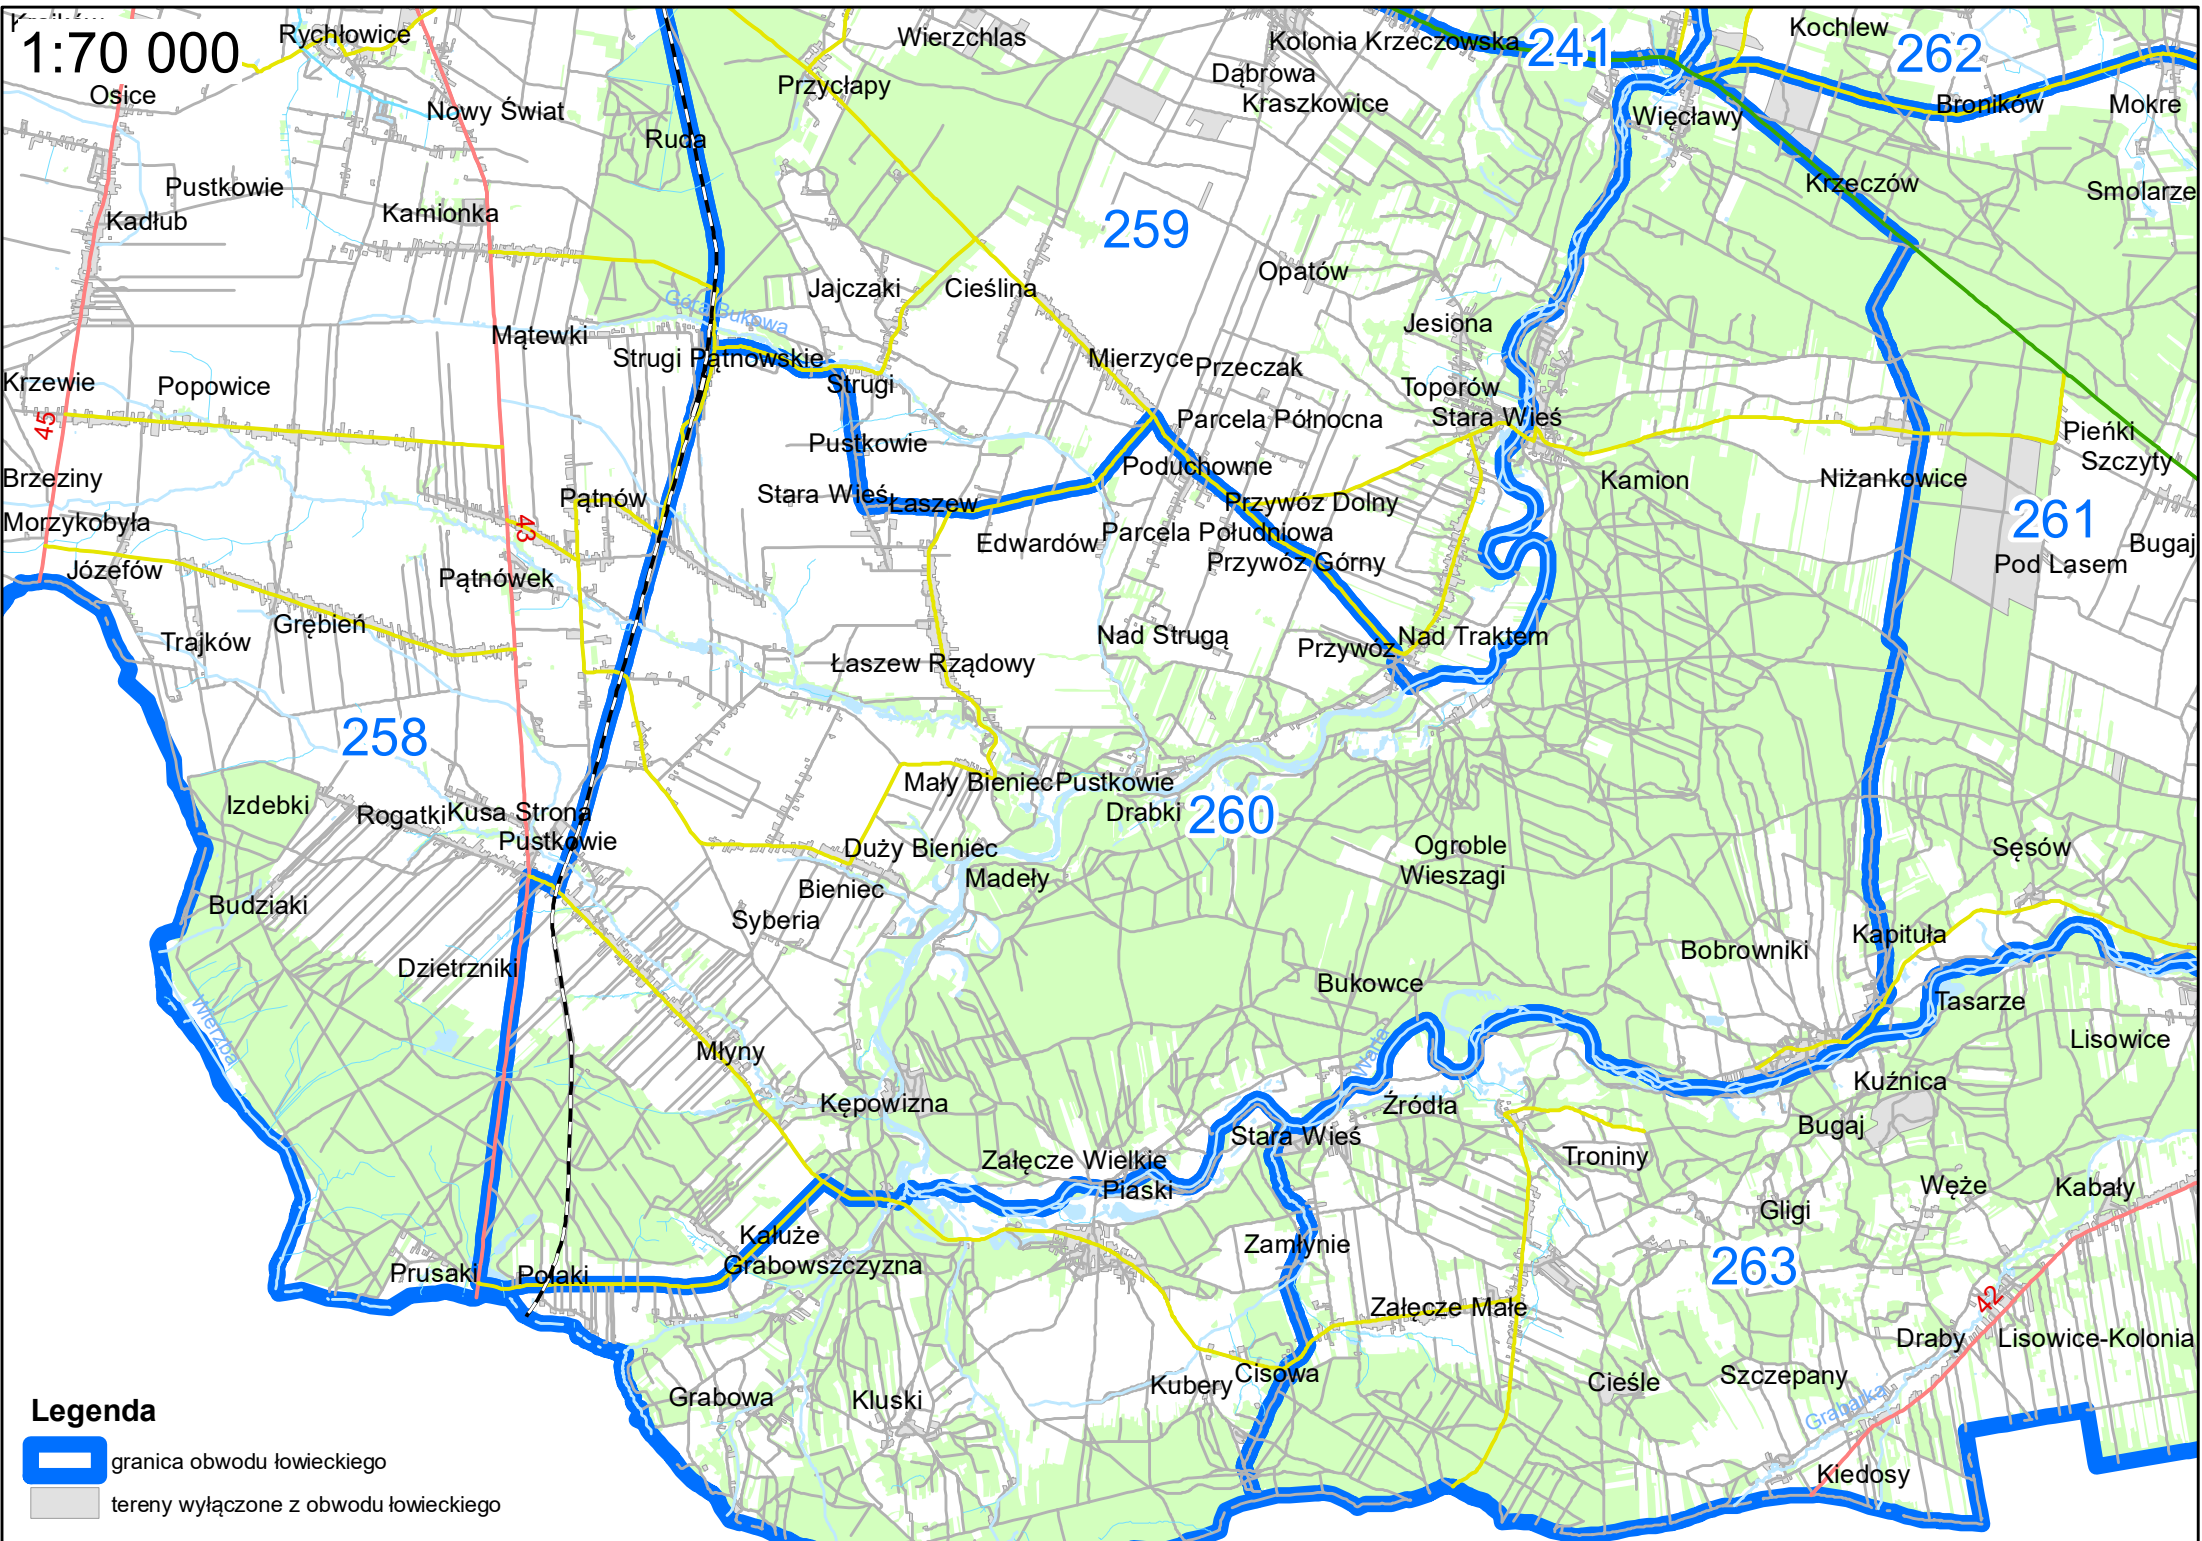 1:70 000
Rychłowice
Wierzchlas
Kolonia Krzeczowska
241
Kochlew
262
Osice
Nowy Świat
Przycłapy
Dąbrowa
Kraszkowice
Więcławy
Broników
Mokre
Ruda
Pustkowie
Kadłub
Kamionka
259
Krzeczów
Smolarze
Opatów
Jajczaki
Cieślina
Góra Bukowa
Mątewki
Jesiona
Strugi Pątnowskie
Strugi
Mierzyce
Przeczak
Krzewie
Popowice
Toporów
Stara Wieś
Parcela Północna
45
Pustkowie
Pieńki
Szczyty
Brzeziny
Poduchowne
Kamion
Niżankowice
Stara Wieś
Łaszew
Pątnów
Przywóz Dolny
261
Morzykobyła
43
Edwardów
Parcela Południowa
Przywóz Górny
Bugaj
Pod Lasem
Józefów
Pątnówek
Grębień
Trajków
Nad Strugą
Przywóz
Nad Traktem
Łaszew Rządowy
258
Mały Bieniec
Pustkowie
Drabki
260
Izdebki
Rogatki
Kusa Strona
Pustkowie
Duży Bieniec
Madeły
Ogroble
Wieszagi
Sęsów
Bieniec
Budziaki
Syberia
Kapituła
Bobrowniki
Dzietrzniki
Bukowce
Tasarze
Wierzba
Lisowice
Młyny
Warta
Kuźnica
Kępowizna
Źródła
Bugaj
Stara Wieś
Troniny
Załęcze Wielkie
Piaski
Węże
Kabały
Gligi
Kałuże
Zamłynie
Grabowszczyzna
263
Prusaki
Polaki
Załęcze Małe
42
Draby
Lisowice-Kolonia
Kubery
Cisowa
Cieśle
Szczepany
Grabowa
Kluski
Grabarka
Kiedosy
Legenda
granica obwodu łowieckiego
tereny wyłączone z obwodu łowieckiego